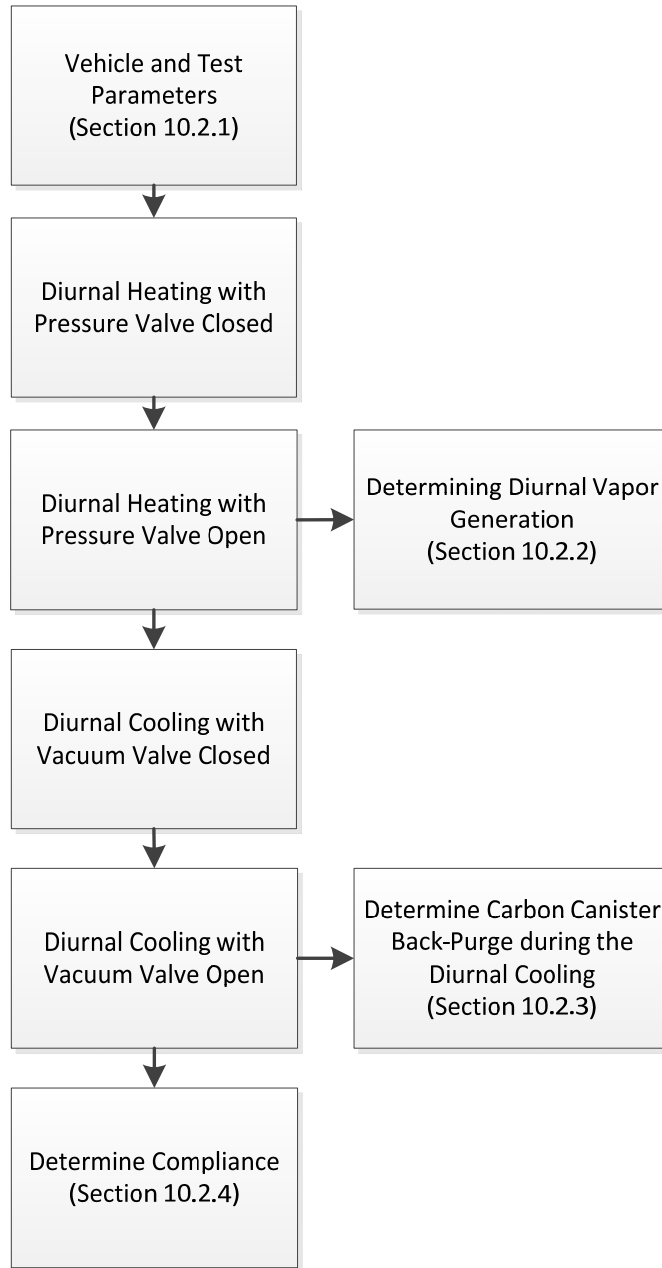 Vehicle and Test
Parameters
(Section 10.2.1)
Diurnal Heating with
Pressure Valve Closed
Diurnal Heating with
Pressure Valve Open
Determining Diurnal Vapor
Generation
(Section 10.2.2)
Diurnal Cooling with
Vacuum Valve Closed
Diurnal Cooling with
Vacuum Valve Open
Determine Carbon Canister
Back-Purge during the
Diurnal Cooling
(Section 10.2.3)
Determine Compliance
(Section 10.2.4)